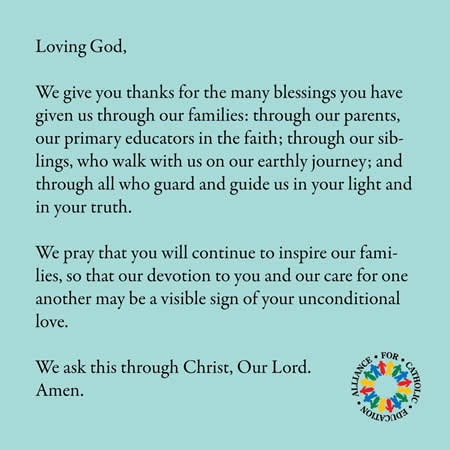 Loving God,
We give you thanks for the many blessings you have
given us through our families: through our parents,
our primary educators in the faith; through our sib-
lings, who walk with us on our earthly journey; and
through all who guard and guide us in your light and
in your truth.
We pray that you will continue to inspire our fami-
lies, so that our devotion to you and our care for one
another may be a visible sign of your unconditional
love.
We ask this through Christ, Our Lord.
Amen.
ALLIANCE • FOR • CATHOLIC • EDUCATION •